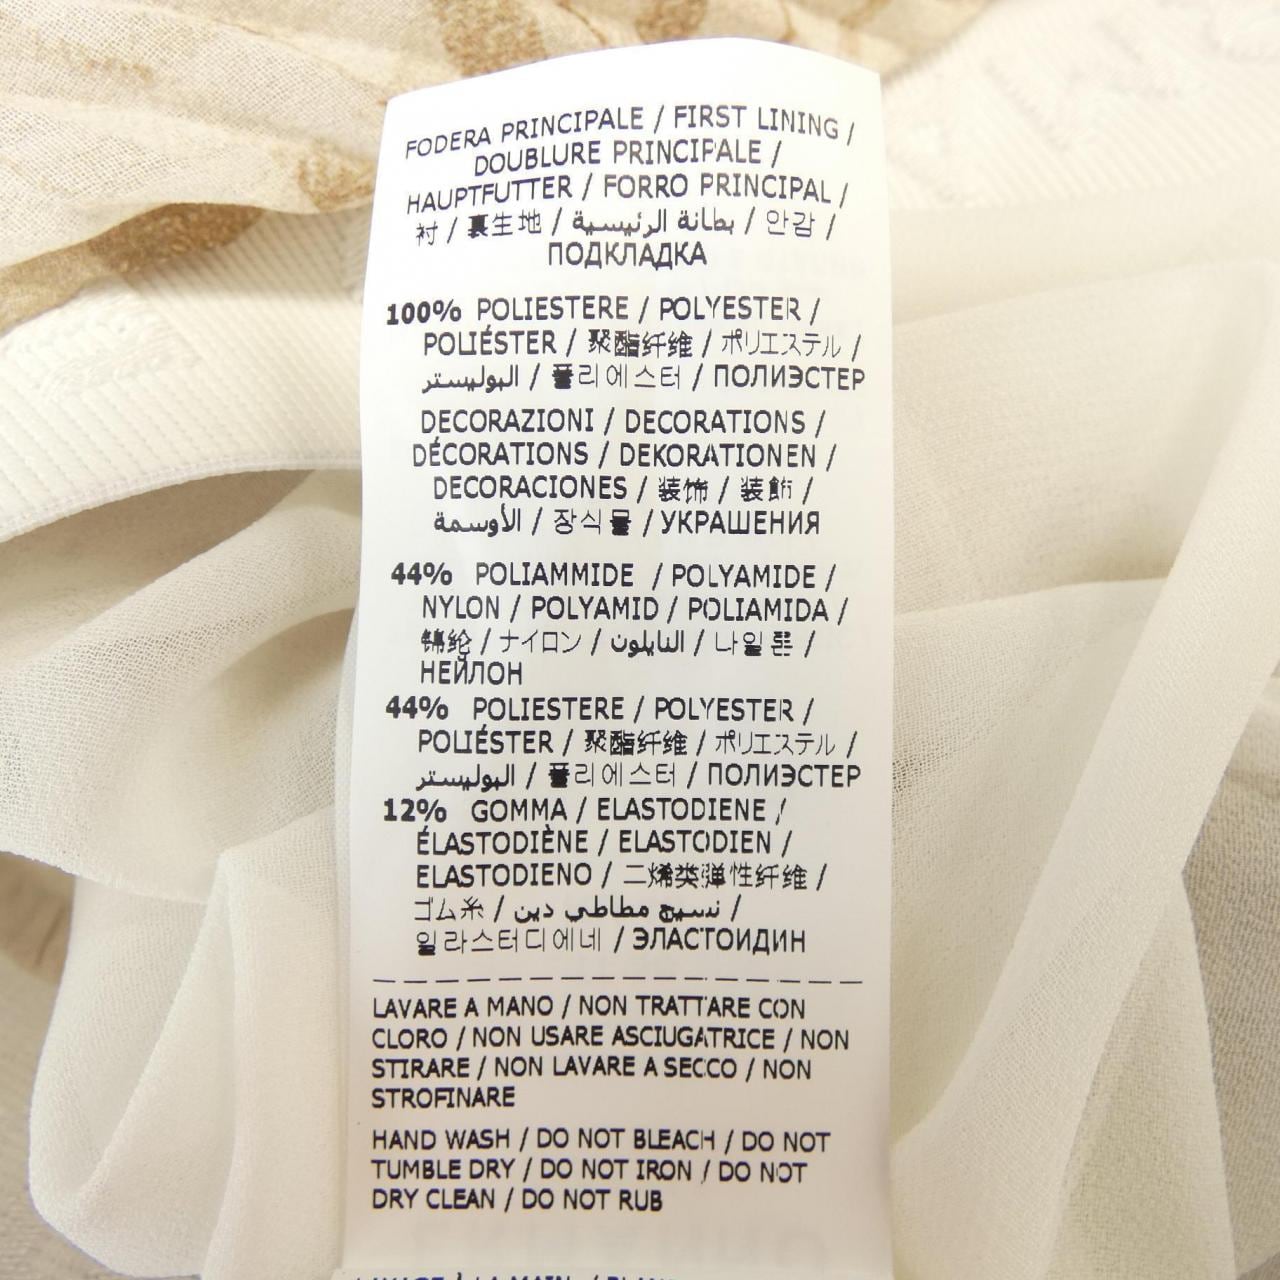 FODERA PRINCIPALE / FIRST LINING /
DOUBLURE PRINCIPALE /
HAUPTFUTTER / FORRO PRINCIPAL /
衬 / 裏生地 / بطانة الرئيسية / 안감 /
ПОДКЛАДКА
100% POLIESTERE / POLYESTER /
POLIÉSTER / 聚酯纤维 / ポリエステル /
البوليستر / 폴리에스터 / ПОЛИЭСТЕР
DECORAZIONI / DECORATIONS /
DÉCORATIONS / DEKORATIONEN /
DECORACIONES / 装饰 / 装飾 /
الأوسمة / 장식물 / УКРАШЕНИЯ
44% POLIAMMIDE / POLYAMIDE /
NYLON / POLYAMID / POLIAMIDA /
锦纶 / ナイロン / النايلون / 나일론 /
НЕЙЛОН
44% POLIESTERE / POLYESTER /
POLIÉSTER / 聚酯纤维 / ポリエステル /
البوليستر / 폴리에스터 / ПОЛИЭСТЕР
12% GOMMA / ELASTODIENE /
ÉLASTODIÈNE / ELASTODIEN /
ELASTODIENO / 二烯类弹性纤维 /
ゴム糸 / نسيج مطاطي دين /
일라스터디에네 / ЭЛАСТОИДИН
LAVARE A MANO / NON TRATTARE CON
CLORO / NON USARE ASCIUGATRICE / NON
STIRARE / NON LAVARE A SECCO / NON
STROFINARE
HAND WASH / DO NOT BLEACH / DO NOT
TUMBLE DRY / DO NOT IRON / DO NOT
DRY CLEAN / DO NOT RUB